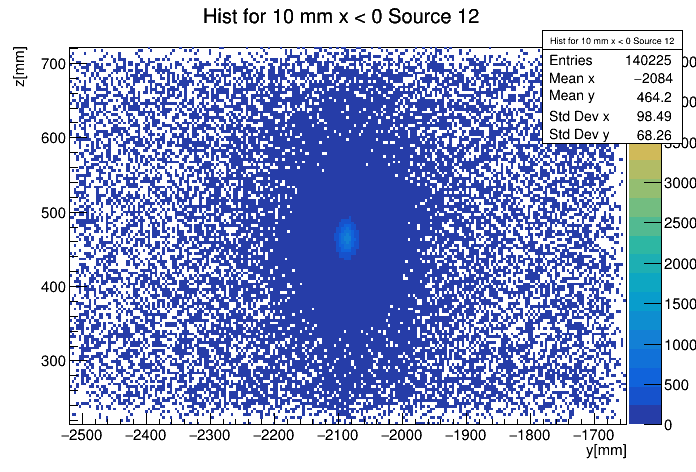 Hist for 10 mm x < 0 Source 12
Hist for 10 mm x < 0 Source 12
Entries 140225
Mean x −2084
Mean y 464.2
Std Dev x 98.49
Std Dev y 68.26
z[mm]
700
600
500
400
300
−2500 −2400 −2300 −2200 −2100 −2000 −1900 −1800 −1700
y[mm]
3000
2500
2000
1500
1000
500
0